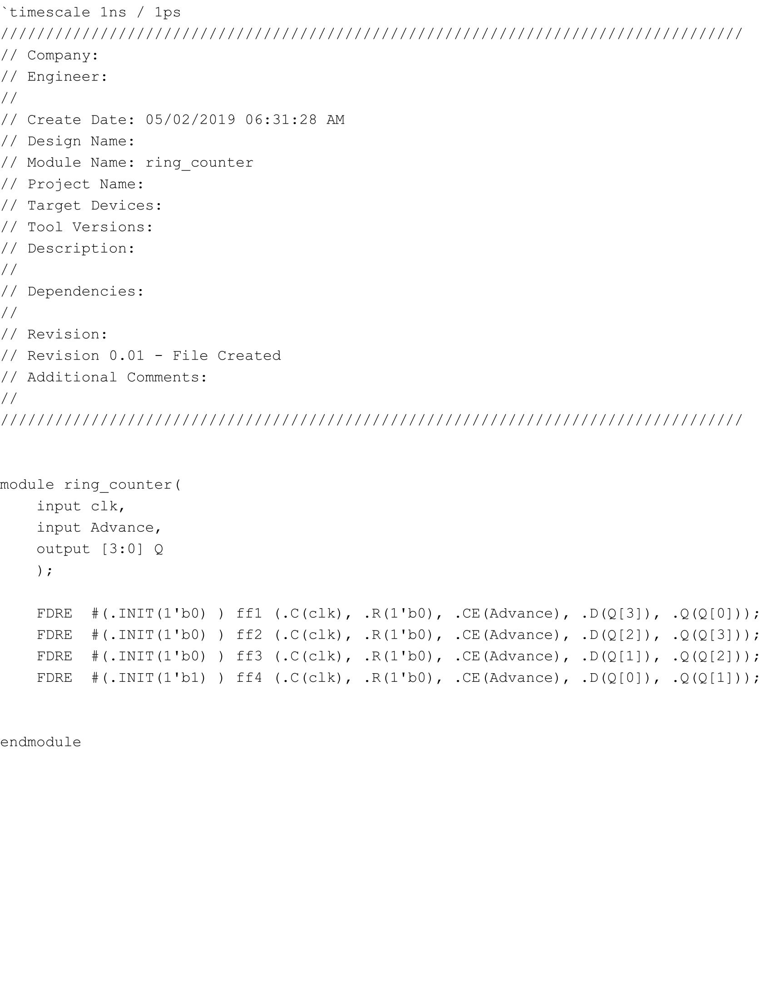 `timescale 1ns / 1ps
//////////////////////////////////////////////////////////////////////////////////
// Company:
// Engineer:
//
// Create Date: 05/02/2019 06:31:28 AM
// Design Name:
// Module Name: ring_counter
// Project Name:
// Target Devices:
// Tool Versions:
// Description:
//
// Dependencies:
//
// Revision:
// Revision 0.01 - File Created
// Additional Comments:
//
//////////////////////////////////////////////////////////////////////////////////
module ring_counter(
    input clk,
    input Advance,
    output [3:0] Q
    );
    FDRE  #(.INIT(1'b0) ) ff1 (.C(clk), .R(1'b0), .CE(Advance), .D(Q[3]), .Q(Q[0]));
    FDRE  #(.INIT(1'b0) ) ff2 (.C(clk), .R(1'b0), .CE(Advance), .D(Q[2]), .Q(Q[3]));
    FDRE  #(.INIT(1'b0) ) ff3 (.C(clk), .R(1'b0), .CE(Advance), .D(Q[1]), .Q(Q[2]));
    FDRE  #(.INIT(1'b1) ) ff4 (.C(clk), .R(1'b0), .CE(Advance), .D(Q[0]), .Q(Q[1]));
endmodule